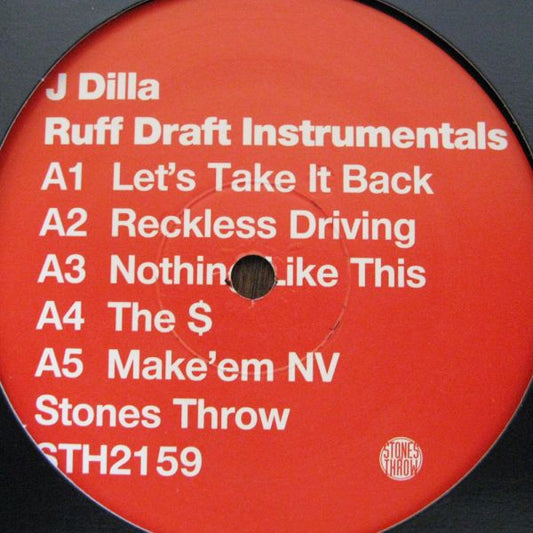 J Dilla
Ruff Draft Instrumentals
A1 Let's Take It Back
A2 Reckless Driving
A3 Nothing Like This
A4 The $
A5 Make'em NV
Stones Throw
STH2159
STONES
THROW